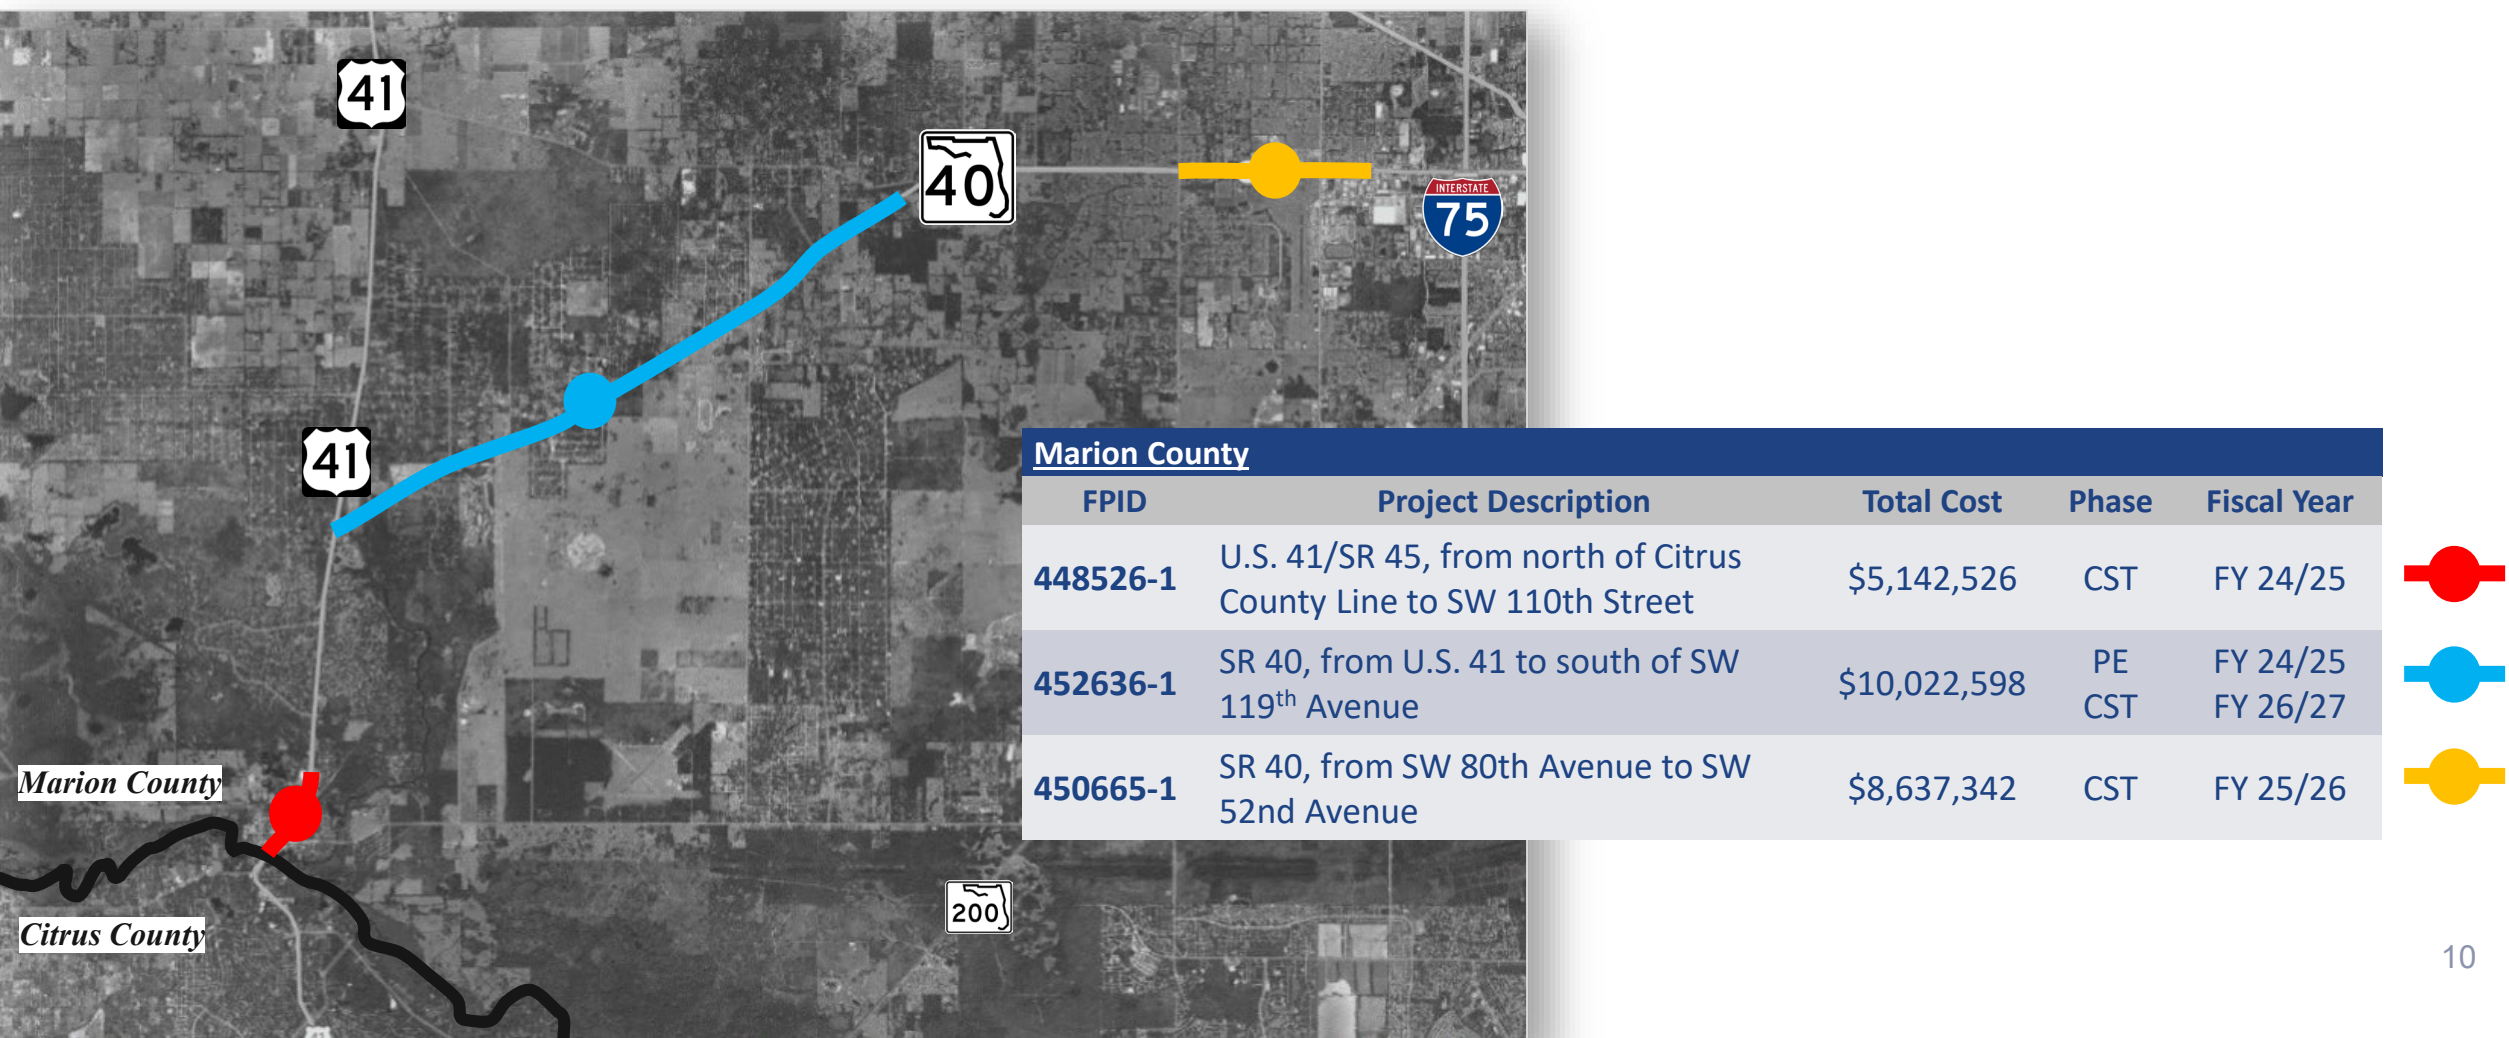 41
40
INTERSTATE
75
41
Marion County
FPID Project Description Total Cost Phase Fiscal Year
448526-1 U.S. 41/SR 45, from north of Citrus County Line to SW 110th Street $5,142,526 CST FY 24/25
452636-1 SR 40, from U.S. 41 to south of SW 119th Avenue $10,022,598 PE CST FY 24/25 FY 26/27
450665-1 SR 40, from SW 80th Avenue to SW 52nd Avenue $8,637,342 CST FY 25/26
Marion County
Citrus County
200
10